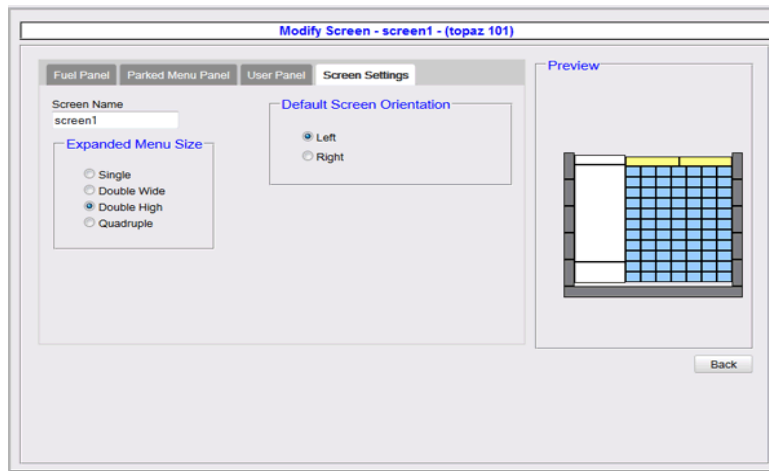 Modify Screen - screen1 - (topaz 101)
Fuel Panel
Parked Menu Panel
User Panel
Screen Settings
Screen Name
screen1
Expanded Menu Size
Single
Double Wide
Double High
Quadruple
Default Screen Orientation
Left
Right
Preview
Back